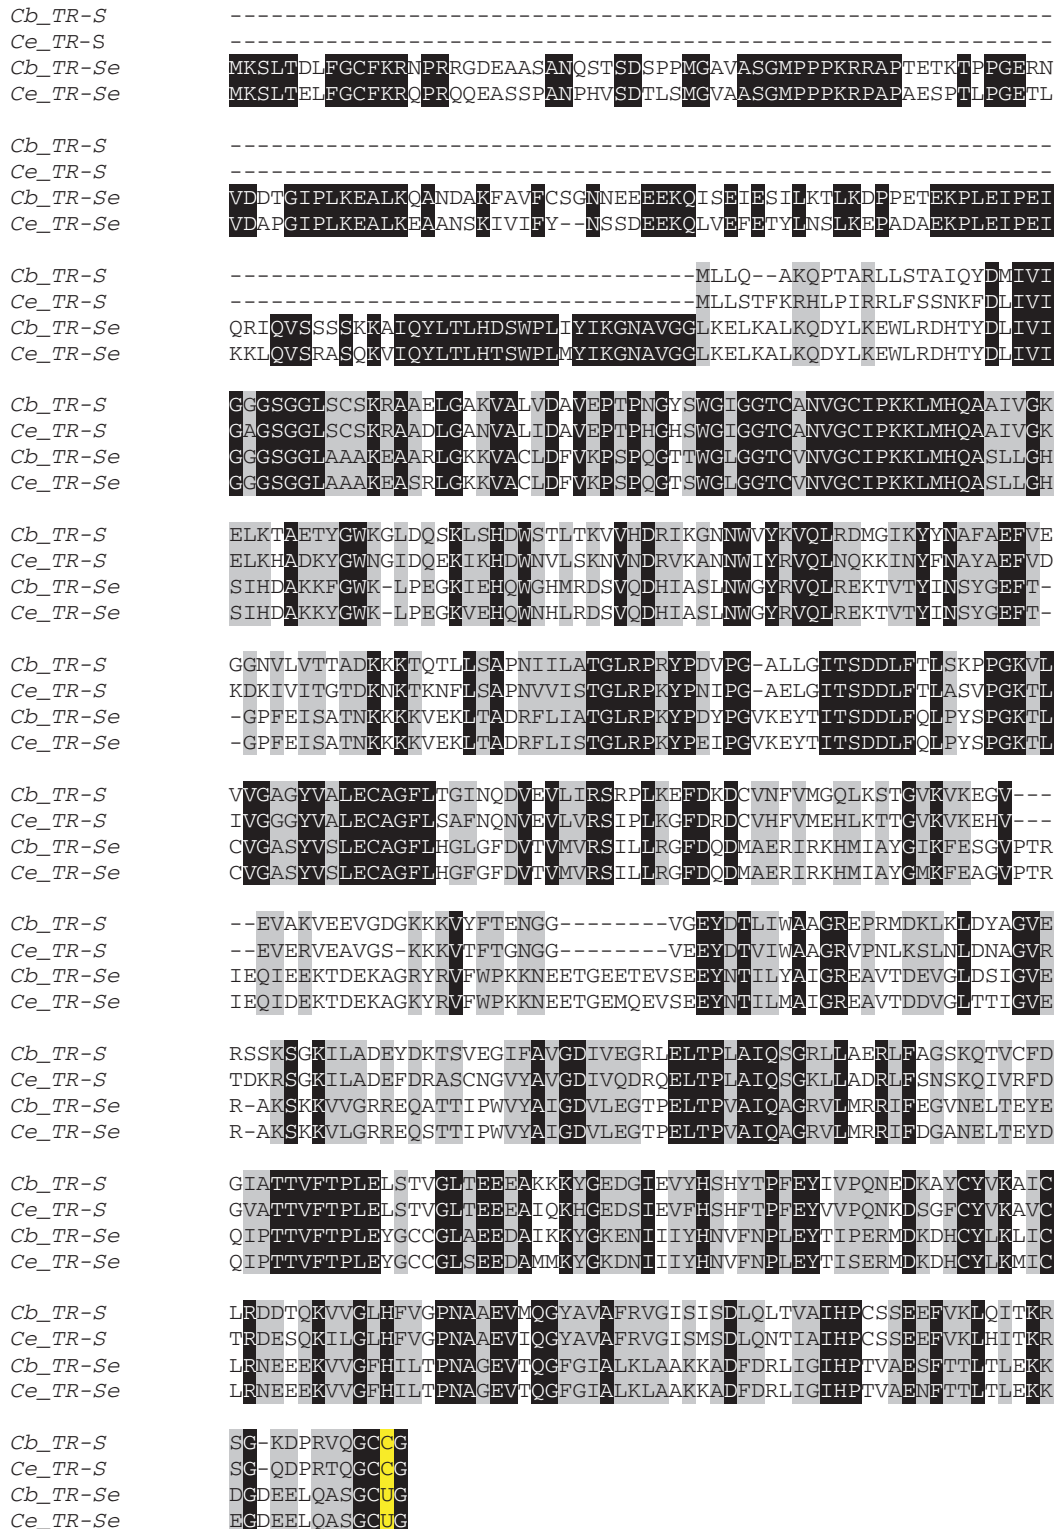 Cb_TR-S -------------------------------------------------------------
Ce_TR-S -------------------------------------------------------------
Cb_TR-Se MKSLTDLFGCFKRNPRRGDEAASANQSTSDSPPMGAVASGMPPPKRRAPTETKTPPGERN
Ce_TR-Se MKSLTELFGCFKRQPRQQEASSPANPHVSDTLSMGVAASGMPPPKRPAPAESPTLPGETL
Cb_TR-S -------------------------------------------------------------
Ce_TR-S -------------------------------------------------------------
Cb_TR-Se VDDTGIPLKEALKQANDAKFAVFCSGNNEEEEKQISEIESILKTLKDPPETEKPLEIPEI
Ce_TR-Se VDAPGIPLKEALKEAANSKIVIFY--NSSDEEKQLVEFETYLNSLKEPADAEKPLEIPEI
Cb_TR-S ----------------------------------MLLQ--AKQPTARLLSTAIQYDMIVI
Ce_TR-S ----------------------------------MLLSTFKRHLPIRRLFSSNKFDLIVI
Cb_TR-Se QRIQVSSSSKKAIQYLTLHDSWPLIYIKGNAVGGLKELKALKQDYLKEWLRDHTYDLIVI
Ce_TR-Se KKLQVSRASQKVIQYLTLHTSWPLMYIKGNAVGGLKELKALKQDYLKEWLRDHTYDLIVI
Cb_TR-S GGGSGGLSCSKRAAELGAKVALVDAVEPTPNGYSWGIGGTCANVGCIPKKLMHQAAIVGK
Ce_TR-S GAGSGGLSCSKRAADLGANVALIDAVEPTPHGHSWGIGGTCANVGCIPKKLMHQAAIVGK
Cb_TR-Se GGGSGGLAAAKEAARLGKKVACLDFVKPSPQGTTWGLGGTCVNVGCIPKKLMHQASLLGH
Ce_TR-Se GGGSGGLAAAKEASRLGKKVACLDFVKPSPQGTSWGLGGTCVNVGCIPKKLMHQASLLGH
Cb_TR-S ELKTAETYGWKGLDQSKLSHDWSTLTKVVHDRIKGNNWVYKVQLRDMGIKYYNAFAEFVE
Ce_TR-S ELKHADKYGWNGIDQEKIKHDWNVLSKNVNDRVKANNWIYRVQLNQKKINYFNAYAEFVD
Cb_TR-Se SIHDAKKFGWK-LPEGKIEHQWGHMRDSVQDHIASLNWGYRVQLREKTVTYINSYGEFT-
Ce_TR-Se SIHDAKKYGWK-LPEGKVEHQWNHLRDSVQDHIASLNWGYRVQLREKTVTYINSYGEFT-
Cb_TR-S GGNVLVTTADKKKTQTLLSAPNIILATGLRPRYPDVPG-ALLGITSDDLFTLSKPPGKVL
Ce_TR-S KDKIVITGTDKNKTKNFLSAPNVVISTGLRPKYPNIPG-AELGITSDDLFTLASVPGKTL
Cb_TR-Se -GPFEISATNKKKKVEKLTADRFLIATGLRPKYPDYPGVKEYTITSDDLFQLPYSPGKTL
Ce_TR-Se -GPFEISATNKKKKVEKLTADRFLISTGLRPKYPEIPGVKEYTITSDDLFQLPYSPGKTL
Cb_TR-S VVGAGYVALECAGFLTGINQDVEVLIRSRPLKEFDKDCVNFVMGQLKSTGVKVKEGV---
Ce_TR-S IVGGGYVALECAGFLSAFNQNVEVLVRSIPLKGFDRDCVHFVMEHLKTTGVKVKEHV---
Cb_TR-Se CVGASYVSLECAGFLHGLGFDVTVMVRSILLRGFDQDMAERIRKHMIAYGIKFESGVPTR
Ce_TR-Se CVGASYVSLECAGFLHGFGFDVTVMVRSILLRGFDQDMAERIRKHMIAYGMKFEAGVPTR
Cb_TR-S --EVAKVEEVGDGKKKVYFTENGG--------VGEYDTLIWAAGREPRMDKLKLDYAGVE
Ce_TR-S --EVERVEAVGS-KKKVTFTGNGG--------VEEYDTVIWAAGRVPNLKSLNLDNAGVR
Cb_TR-Se IEQIEEKTDEKAGRYRVFWPKKNEETGEETEVSEEYNTILYAIGREAVTDEVGLDSIGVE
Ce_TR-Se IEQIDEKTDEKAGKYRVFWPKKNEETGEMQEVSEEYNTILMAIGREAVTDDVGLTTIGVE
Cb_TR-S RSSKSGKILADEYDKTSVEGIFAVGDIVEGRLELTPLAIQSGRLLAERLFAGSKQTVCFD
Ce_TR-S TDKRSGKILADEFDRASCNGVYAVGDIVQDRQELTPLAIQSGKLLADRLFSNSKQIVRFD
Cb_TR-Se R-AKSKKVVGRREQATTIPWVYAIGDVLEGTPELTPVAIQAGRVLMRRIFEGVNELTEYE
Ce_TR-Se R-AKSKKVLGRREQSTTIPWVYAIGDVLEGTPELTPVAIQAGRVLMRRIFDGANELTEYD
Cb_TR-S GIATTVFTPLELSTVGLTEEEAKKKYGEDGIEVYHSHYTPFEYIVPQNEDKAYCYVKAIC
Ce_TR-S GVATTVFTPLELSTVGLTEEEAIQKHGEDSIEVFHSHFTPFEYVVPQNKDSGFCYVKAVC
Cb_TR-Se QIPTTVFTPLEYGCCGLAEEDAIKKYGKENIIIYHNVFNPLEYTIPERMDKDHCYLKLIC
Ce_TR-Se QIPTTVFTPLEYGCCGLSEEDAMMKYGKDNIIIYHNVFNPLEYTISERMDKDHCYLKMIC
Cb_TR-S LRDDTQKVVGLHFVGPNAAEVMQGYAVAFRVGISISDLQLTVAIHPCSSEEFVKLQITKR
Ce_TR-S TRDESQKILGLHFVGPNAAEVIQGYAVAFRVGISMSDLQNTIAIHPCSSEEFVKLHITKR
Cb_TR-Se LRNEEEKVVGFHILTPNAGEVTQGFGIALKLAAKKADFDRLIGIHPTVAESFTTLTLEKK
Ce_TR-Se LRNEEEKVVGFHILTPNAGEVTQGFGIALKLAAKKADFDRLIGIHPTVAENFTTLTLEKK
Cb_TR-S SG-KDPRVQGCCG
Ce_TR-S SG-QDPRTQGCCG
Cb_TR-Se DGDEELQASGCUG
Ce_TR-Se EGDEELQASGCUG